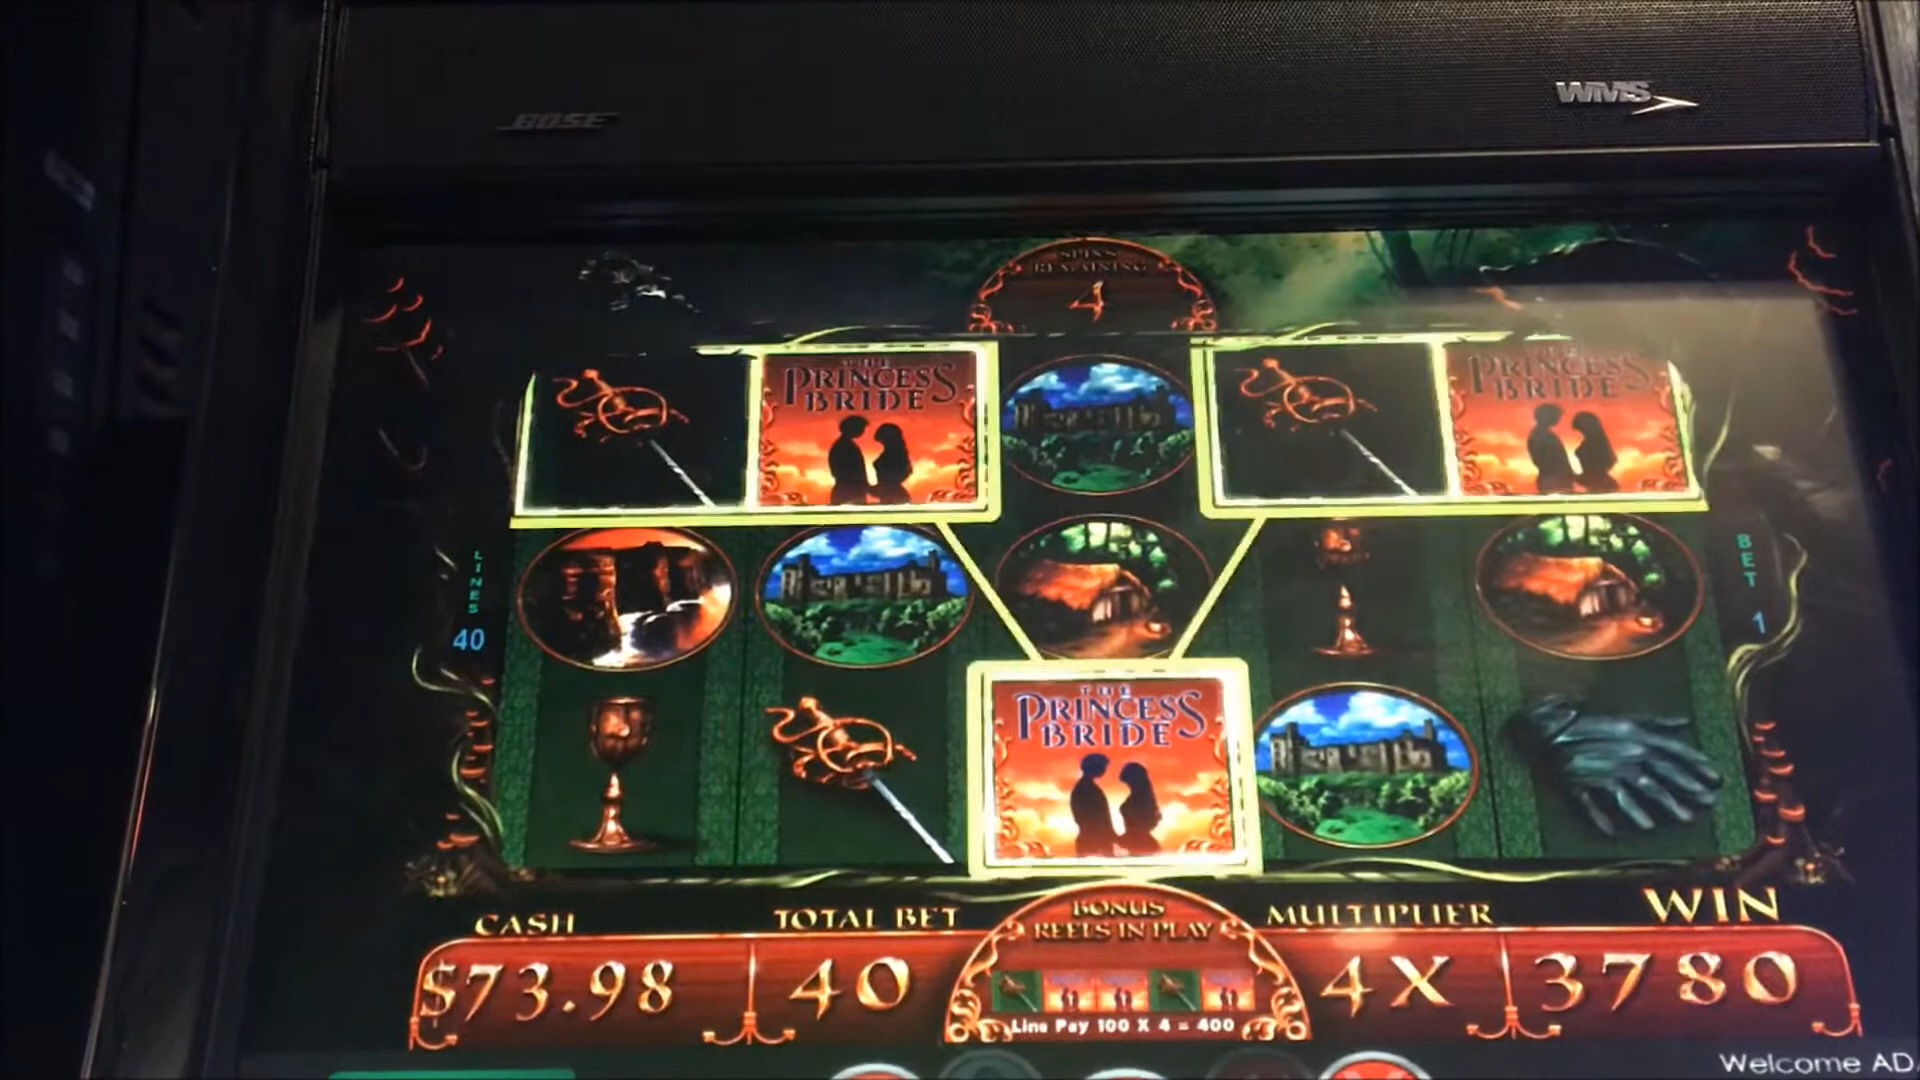 BOSE
WMS
SPINS
REMAINING
4
THE
PRINCESS
BRIDE
THE
PRINCESS
BRIDE
LINES
40
BET
1
THE
PRINCESS
BRIDE
CASH
TOTAL BET
BONUS
REELS IN PLAY
MULTIPLIER
WIN
$73.98
40
4X
3780
Line Pay 100 X 4 = 400
Welcome AD